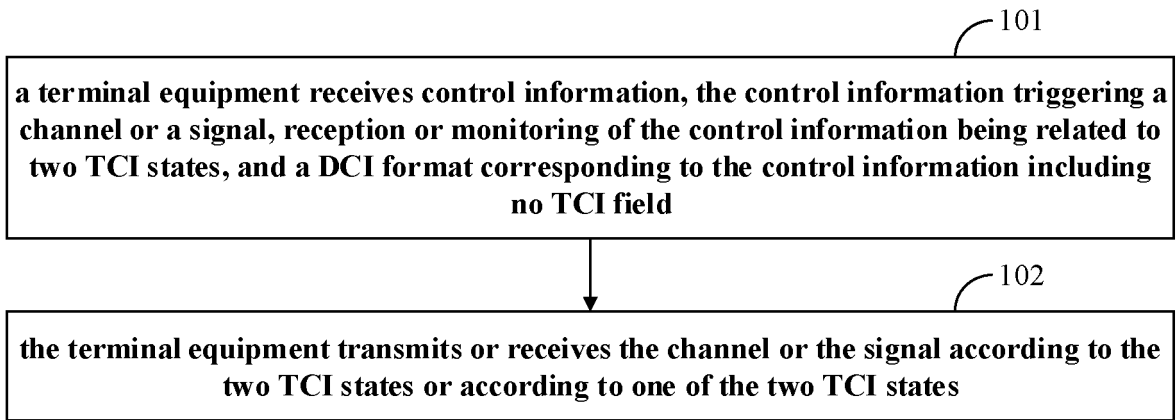 101
a terminal equipment receives control information, the control information triggering a
channel or a signal, reception or monitoring of the control information being related to
two TCI states, and a DCI format corresponding to the control information including
no TCI field
102
the terminal equipment transmits or receives the channel or the signal according to the
two TCI states or according to one of the two TCI states